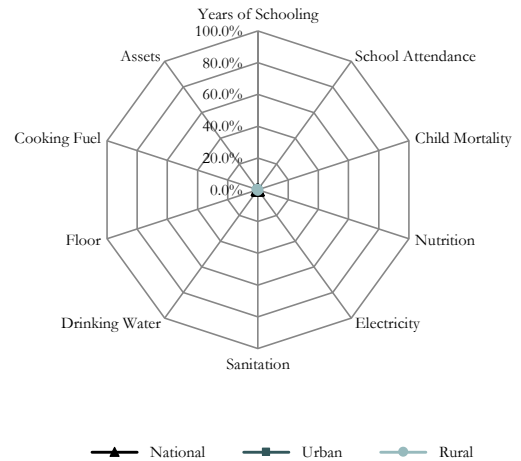 Years of Schooling
100.0%
Assets
School Attendance
80.0%
60.0%
Cooking Fuel
40.0%
Child Mortality
20.0%
0.0%
Floor
Nutrition
Drinking Water
Electricity
Sanitation
National Urban Rural